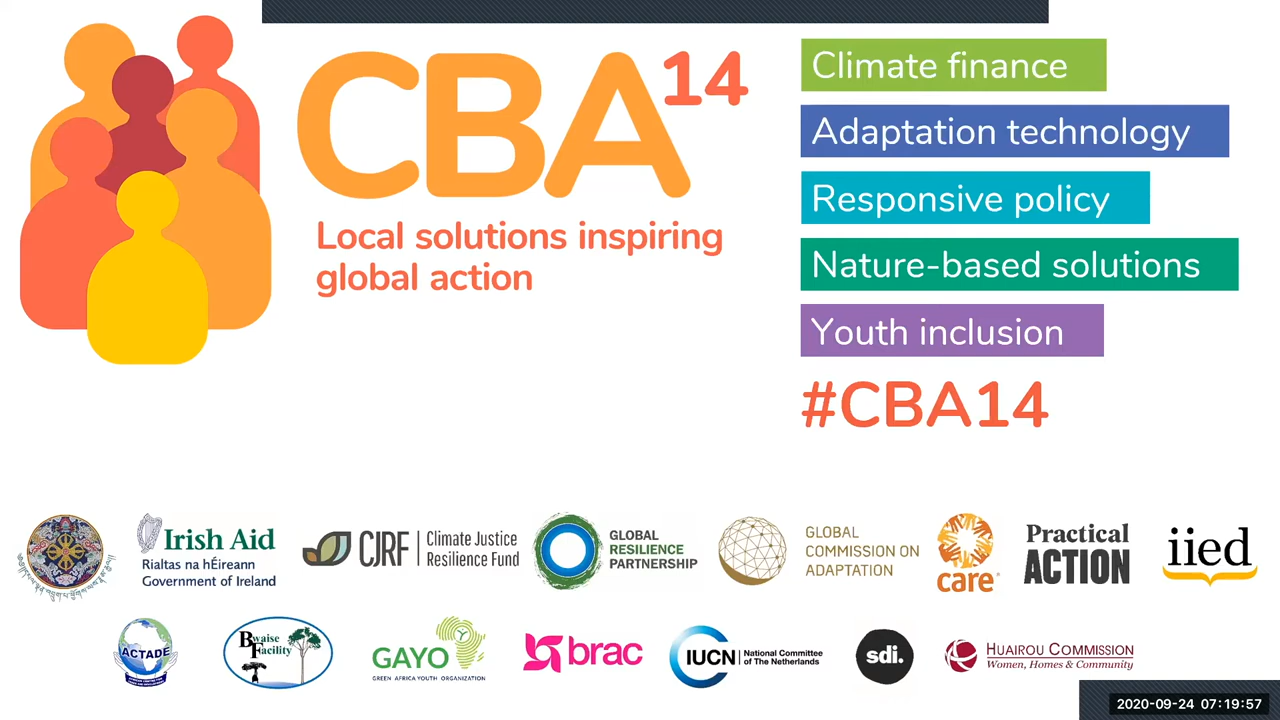 CBA14
Local solutions inspiring
global action
Climate finance
Adaptation technology
Responsive policy
Nature-based solutions
Youth inclusion
#CBA14
Irish Aid
Rialtas na hÉireann
Government of Ireland
CJRF
Climate Justice
Resilience Fund
GLOBAL
RESILIENCE
PARTNERSHIP
GLOBAL
COMMISSION ON
ADAPTATION
care®
Practical
ACTION
iied
ACTADE
Bwaise
Facility
GAYO
GREEN AFRICA YOUTH ORGANIZATION
brac
IUCN
National Committee
of The Netherlands
sdi.
HUAIROU COMMISSION
Women, Homes & Community
2020-09-24 07:19:57